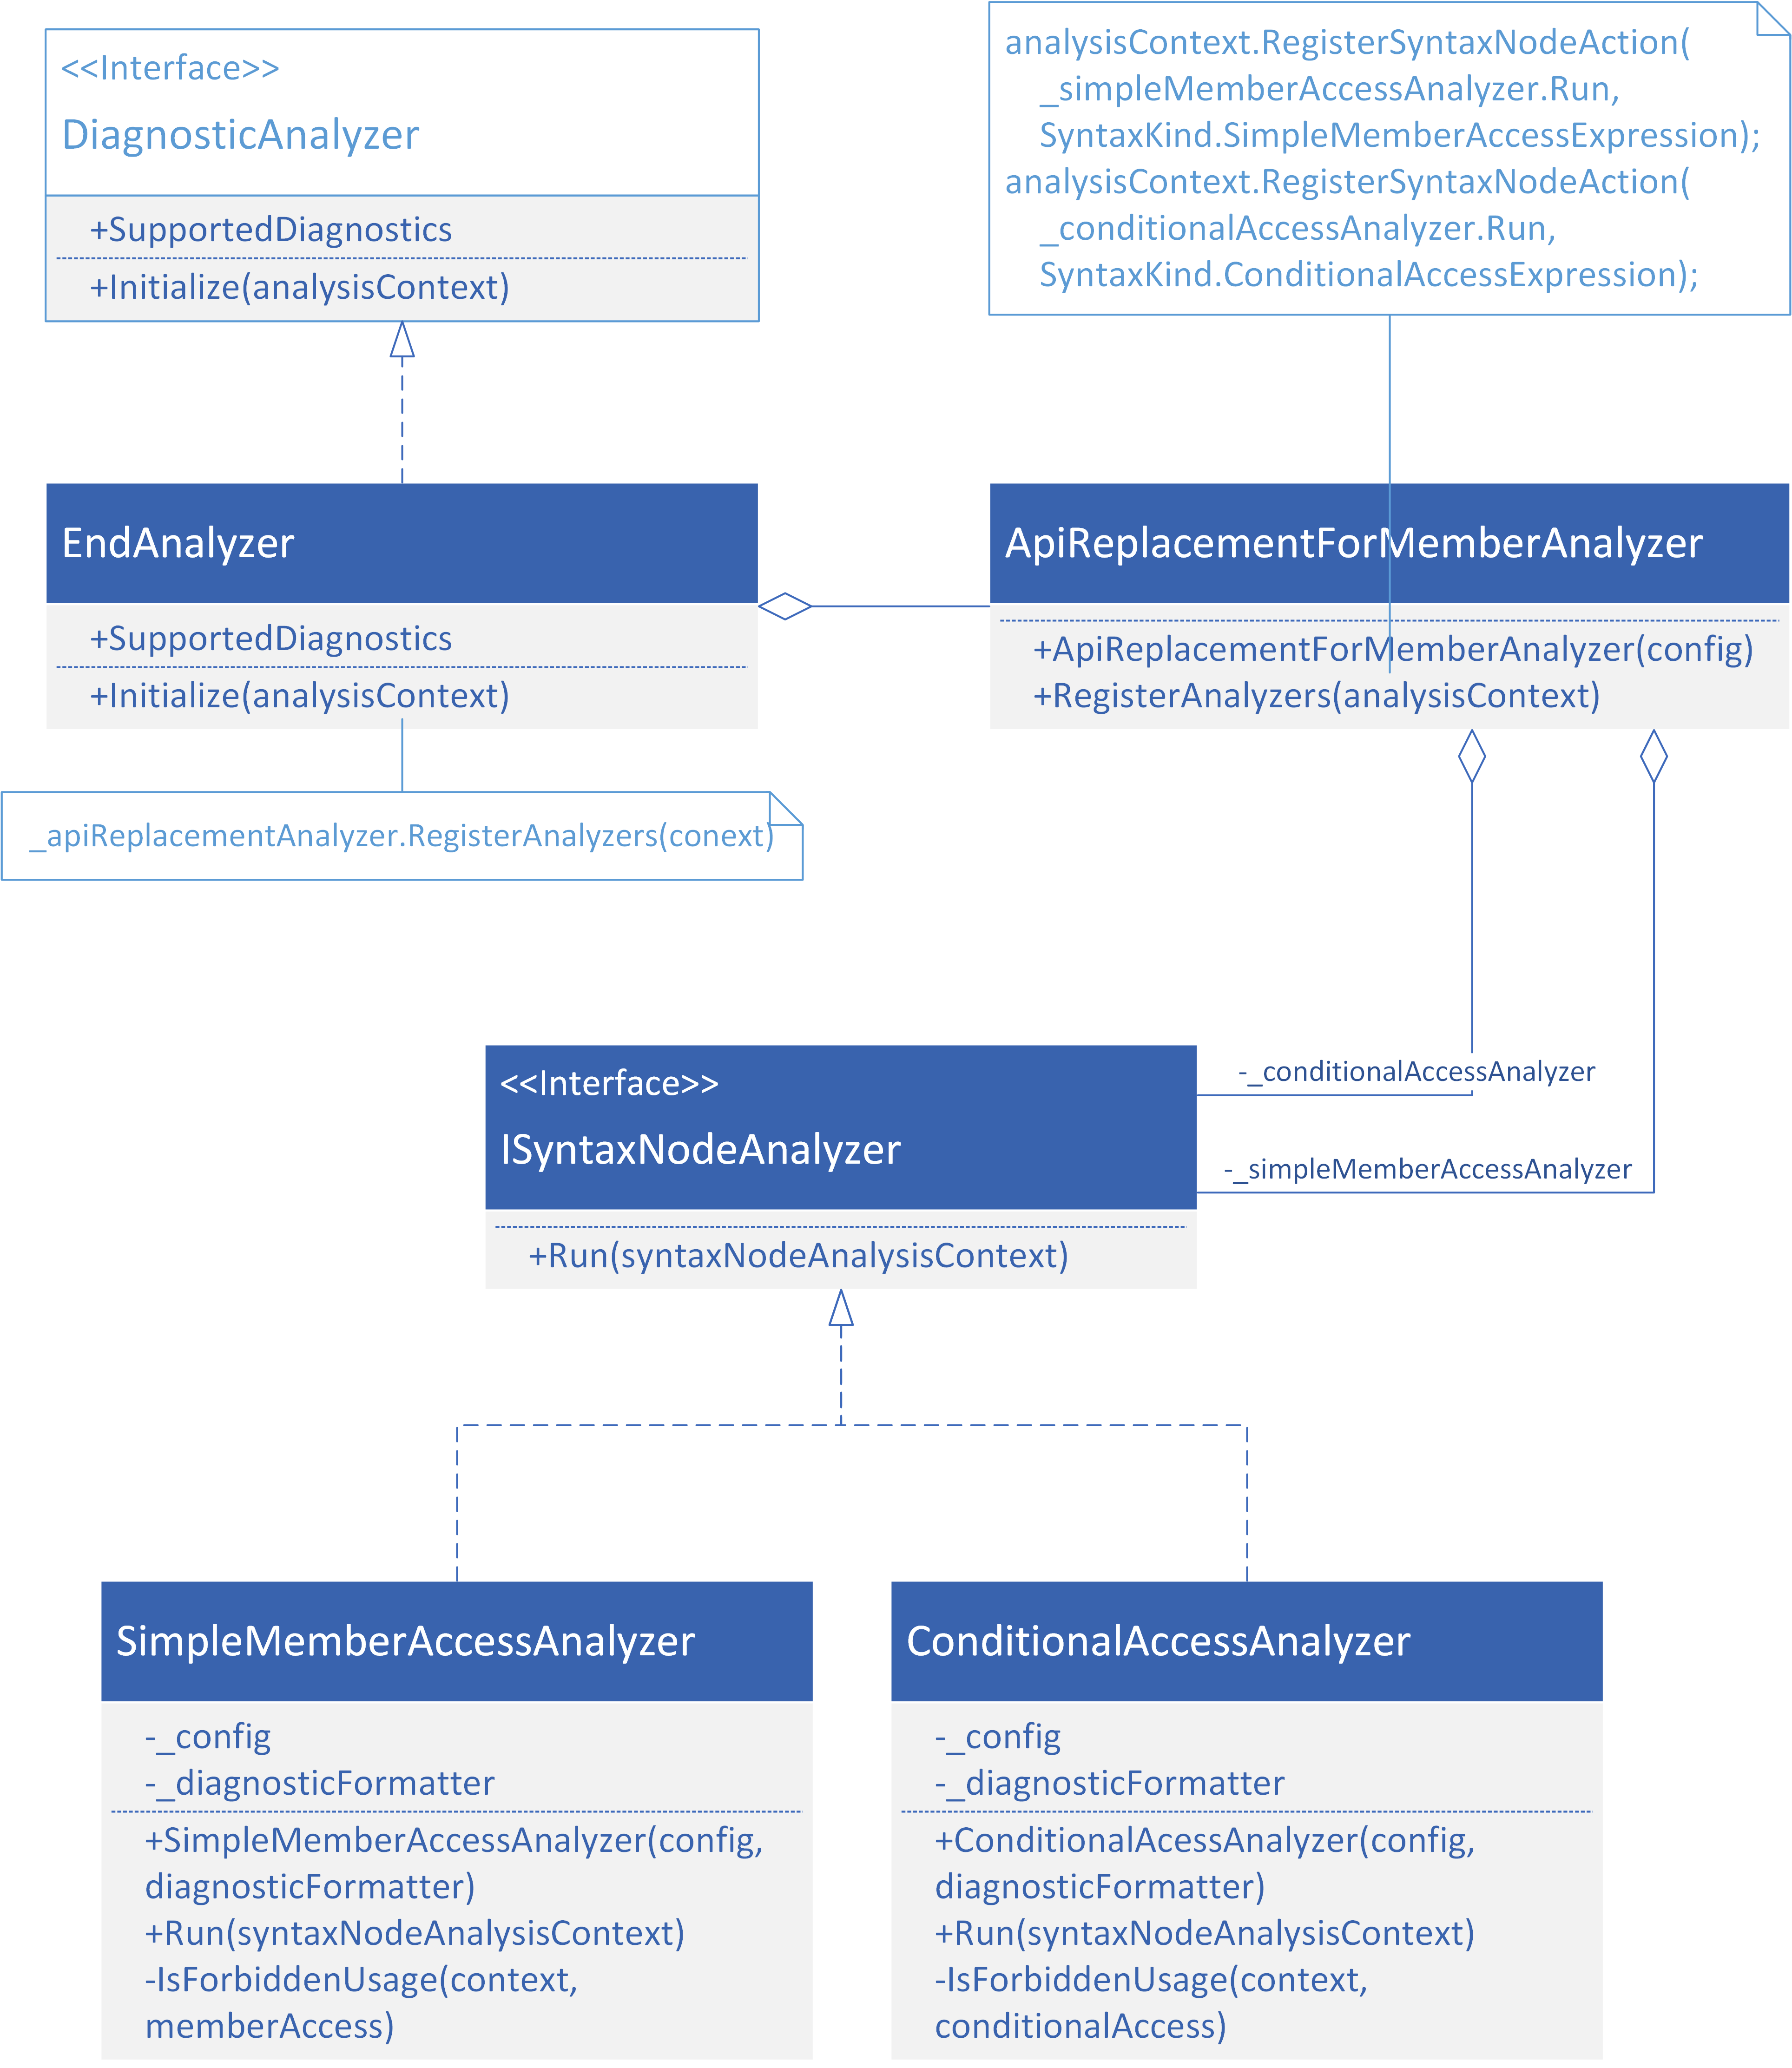 <<Interface>>
DiagnosticAnalyzer
+SupportedDiagnostics
+Initialize(analysisContext)
analysisContext.RegisterSyntaxNodeAction(
_simpleMemberAccessAnalyzer.Run,
SyntaxKind.SimpleMemberAccessExpression);
analysisContext.RegisterSyntaxNodeAction(
_conditionalAccessAnalyzer.Run,
SyntaxKind.ConditionalAccessExpression);
EndAnalyzer
+SupportedDiagnostics
+Initialize(analysisContext)
_apiReplacementAnalyzer.RegisterAnalyzers(conext)
ApiReplacementForMemberAnalyzer
+ApiReplacementForMemberAnalyzer(config)
+RegisterAnalyzers(analysisContext)
-_conditionalAccessAnalyzer
-_simpleMemberAccessAnalyzer
<<Interface>>
ISyntaxNodeAnalyzer
+Run(syntaxNodeAnalysisContext)
SimpleMemberAccessAnalyzer
-_config
-_diagnosticFormatter
+SimpleMemberAccessAnalyzer(config,
diagnosticFormatter)
+Run(syntaxNodeAnalysisContext)
-IsForbiddenUsage(context,
memberAccess)
ConditionalAccessAnalyzer
-_config
-_diagnosticFormatter
+ConditionalAcessAnalyzer(config,
diagnosticFormatter)
+Run(syntaxNodeAnalysisContext)
-IsForbiddenUsage(context,
conditionalAccess)